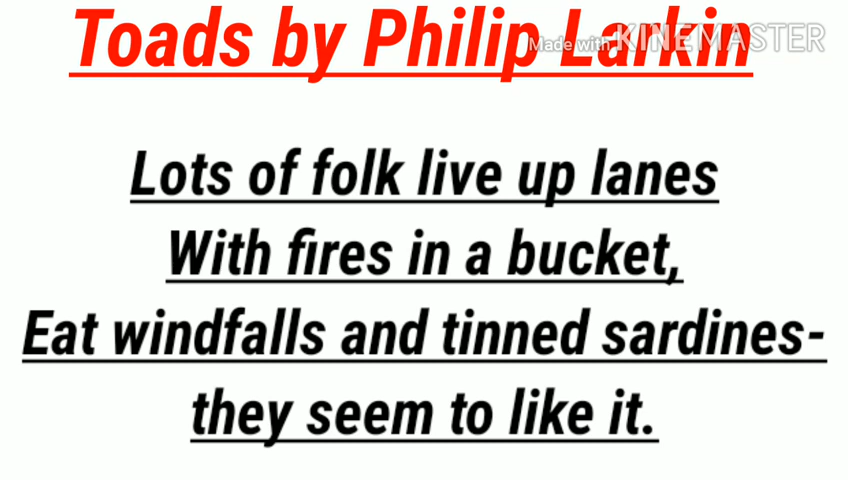 Toads by Philip Larkin
Made with KINEMASTER
Lots of folk live up lanes
With fires in a bucket,
Eat windfalls and tinned sardines-
they seem to like it.